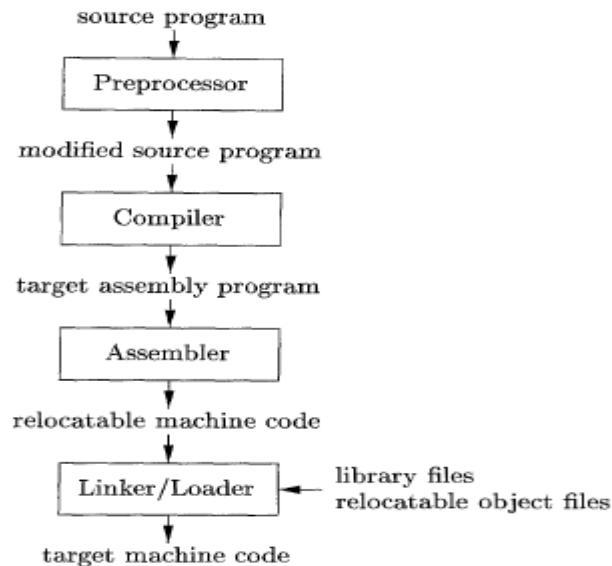 source program
Preprocessor
modified source program
Compiler
target assembly program
Assembler
relocatable machine code
Linker/Loader
library files
relocatable object files
target machine code